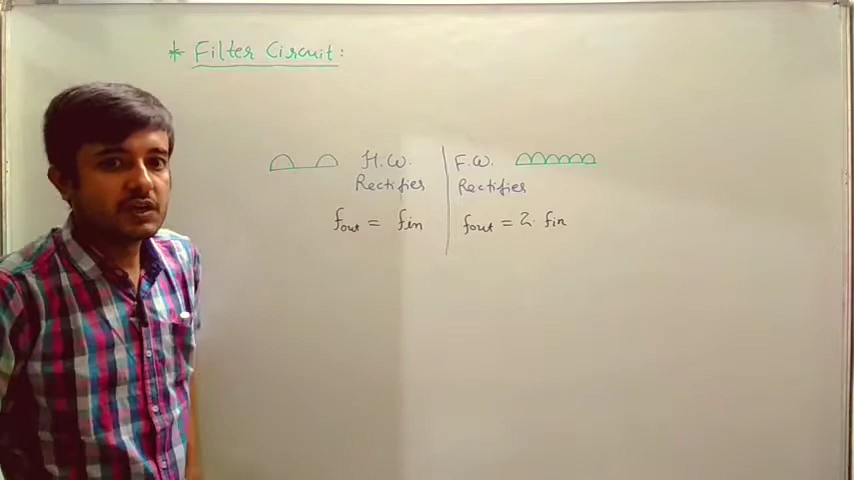 * Filter Circuit:
H.W. Rectifier
fout = fin
F.W. Rectifier
fout = 2. fin